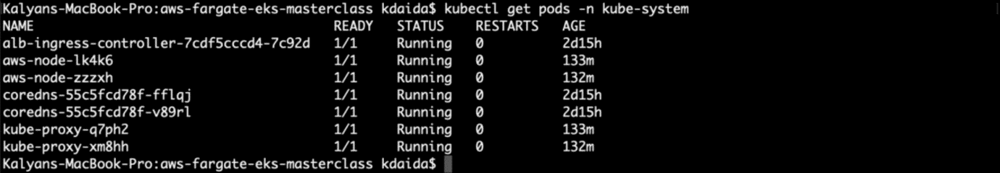 Kalyans-MacBook-Pro:aws-fargate-eks-masterclass kdaida$ kubectl get pods -n kube-system
NAME READY STATUS RESTARTS AGE
alb-ingress-controller-7cdf5cccd4-7c92d 1/1 Running 0 2d15h
aws-node-lk4k6 1/1 Running 0 133m
aws-node-zzzxh 1/1 Running 0 132m
coredns-55c5fcd78f-fflqj 1/1 Running 0 2d15h
coredns-55c5fcd78f-v89rl 1/1 Running 0 2d15h
kube-proxy-q7ph2 1/1 Running 0 133m
kube-proxy-xm8hh 1/1 Running 0 132m
Kalyans-MacBook-Pro:aws-fargate-eks-masterclass kdaida$